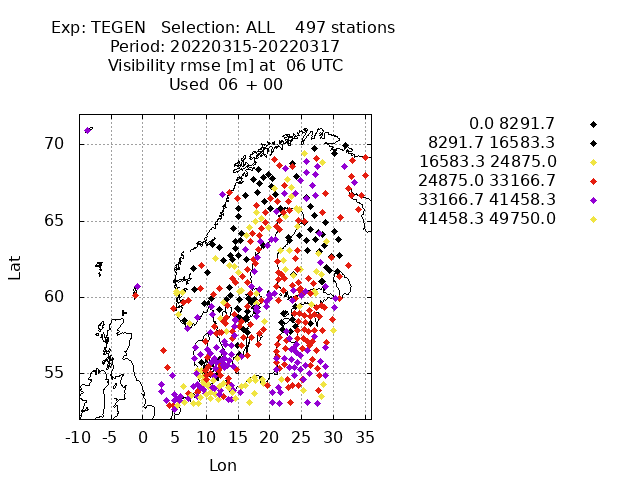 Exp: TEGEN   Selection: ALL    497 stations
Period: 20220315-20220317
Visibility rmse [m] at  06 UTC
Used  06 + 00
0.0 8291.7
8291.7 16583.3
16583.3 24875.0
24875.0 33166.7
33166.7 41458.3
41458.3 49750.0
70
65
60
55
Lat
-10 -5 0 5 10 15 20 25 30 35
Lon